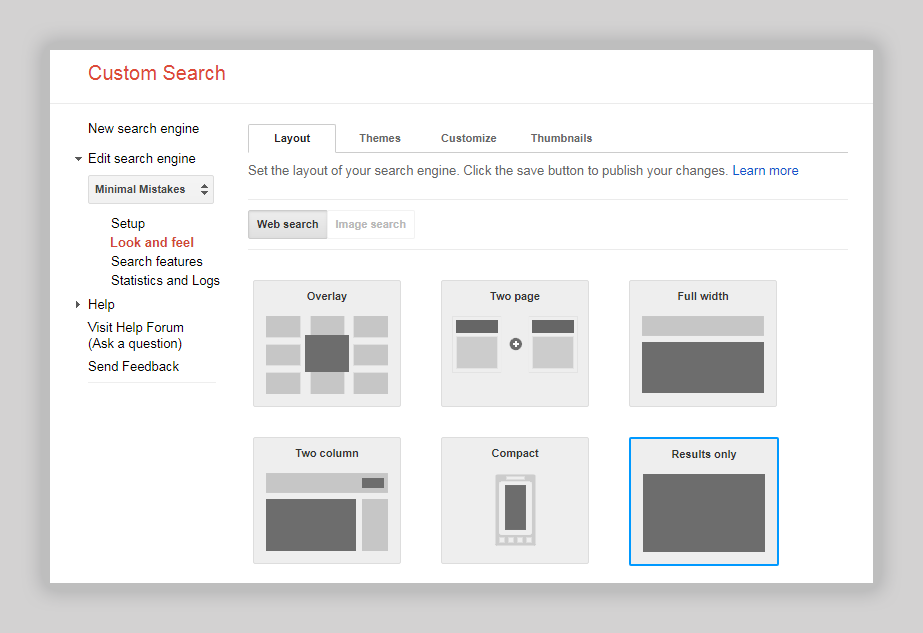 Custom Search
New search engine
Edit search engine
Minimal Mistakes
Setup
Look and feel
Search features
Statistics and Logs
Help
Visit Help Forum
(Ask a question)
Send Feedback
Layout Themes Customize Thumbnails
Set the layout of your search engine. Click the save button to publish your changes. Learn more
Web search Image search
Overlay Two page Full width
Two column Compact Results only